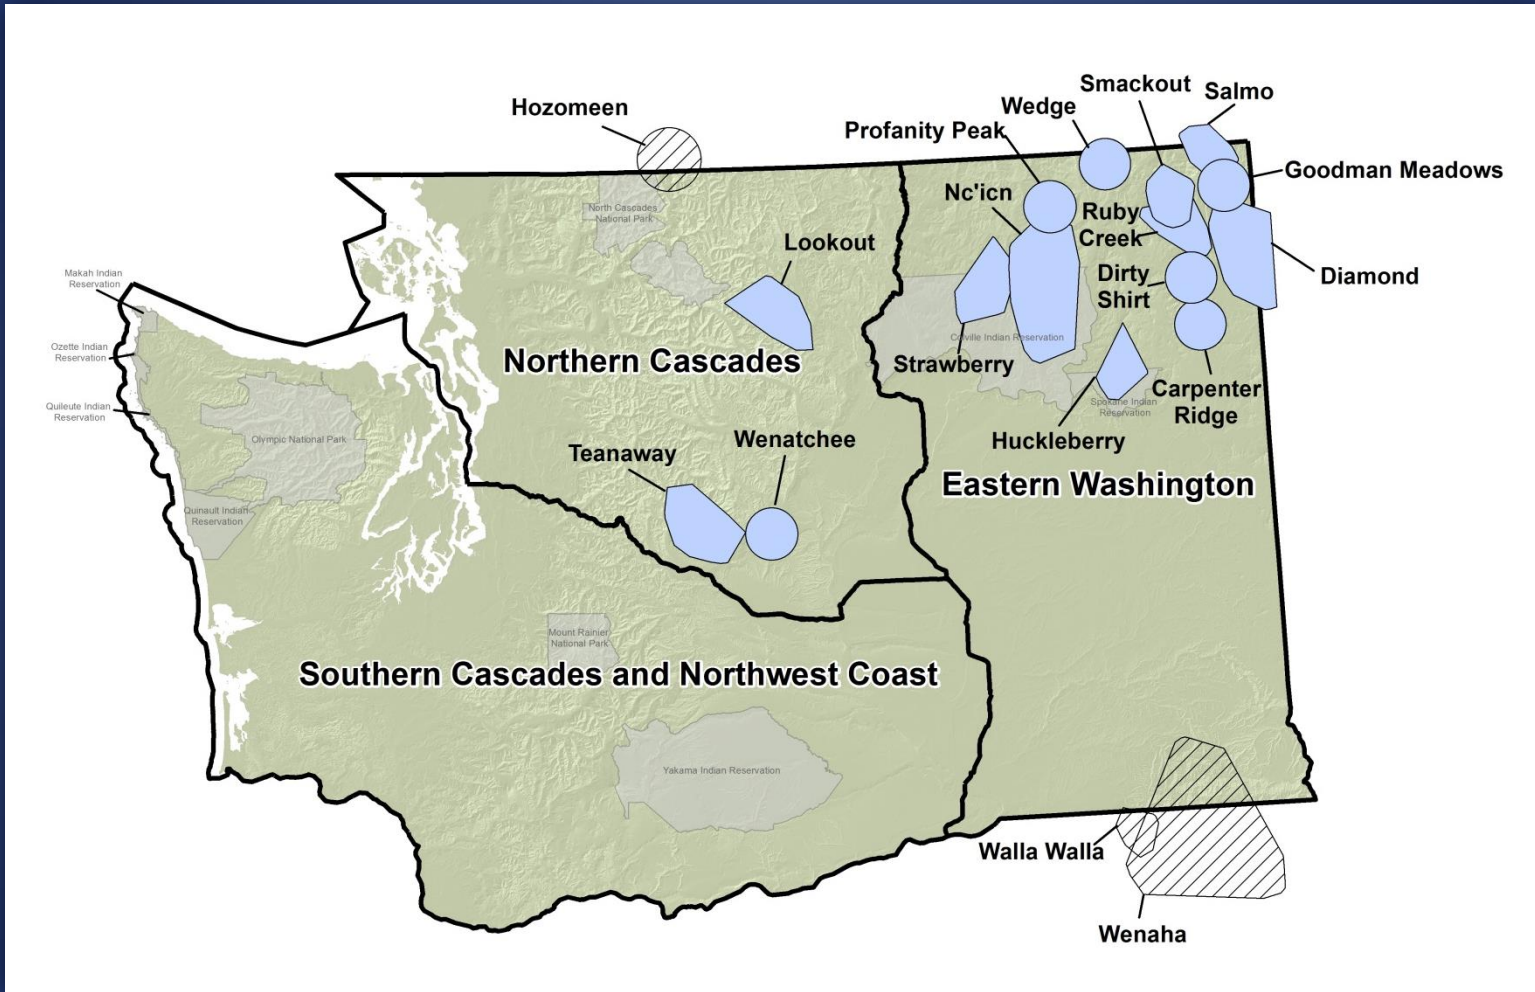 Smackout
Salmo
Hozomeen
Wedge
Profanity Peak
Goodman Meadows
Nc'icn
North Cascades
National Park
Ruby
Creek
Lookout
Makah Indian
Reservation
Dirty
Shirt
Diamond
Ozette Indian
Reservation
Colville Indian Reservation
Northern Cascades
Strawberry
Carpenter
Ridge
Quileute Indian
Reservation
Spokane Indian
Reservation
Olympic National Park
Wenatchee
Huckleberry
Teanaway
Eastern Washington
Quinault Indian
Reservation
Mount Rainier
National Park
Southern Cascades and Northwest Coast
Yakama Indian Reservation
Walla Walla
Wenaha